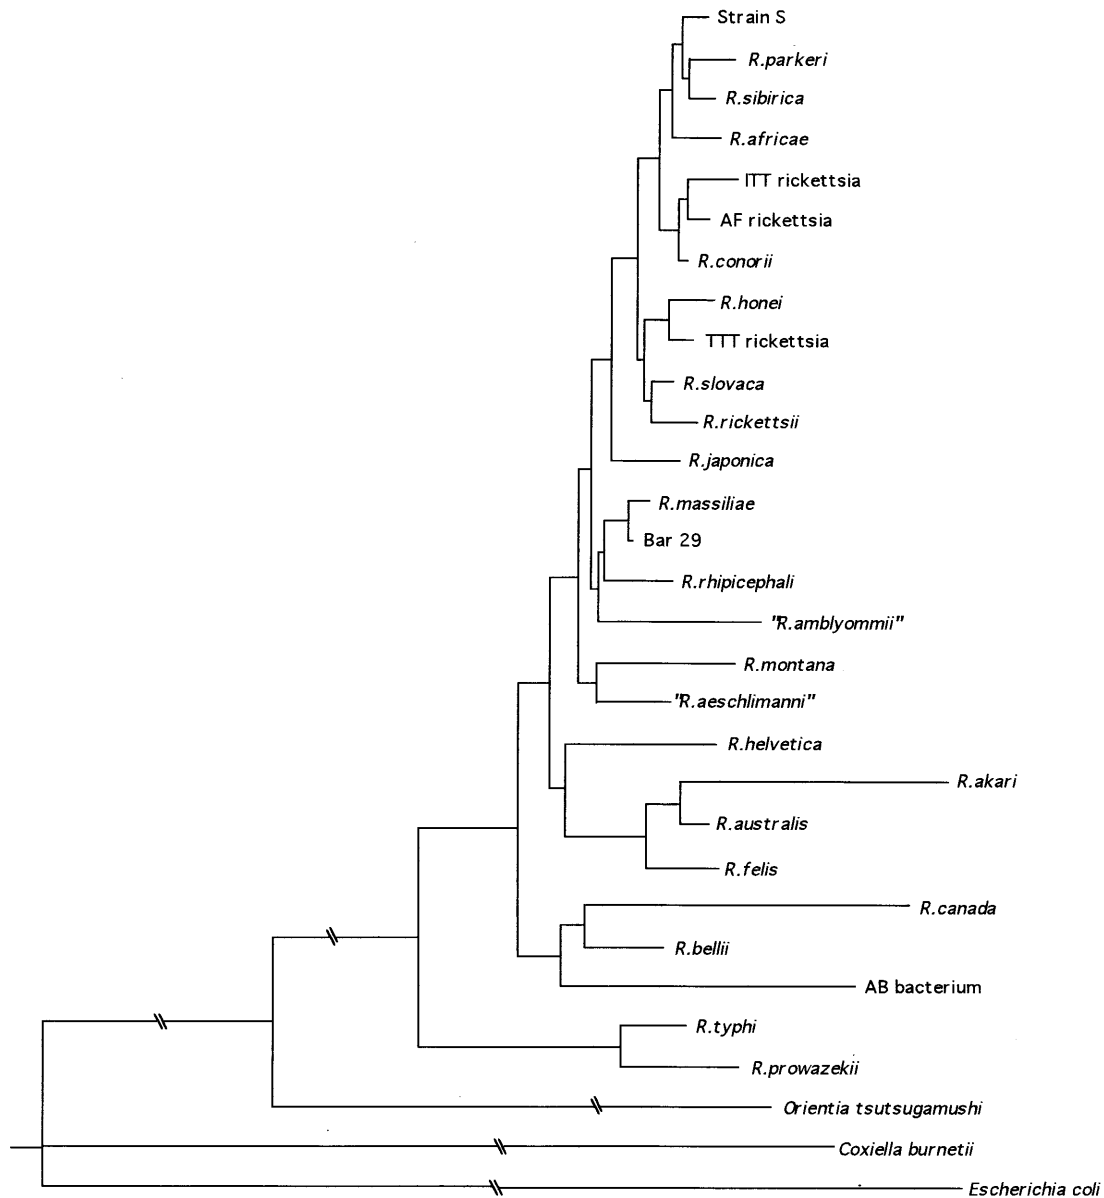 Strain S
R.parkeri
R.sibirica
R.africae
ITT rickettsia
AF rickettsia
R.conorii
R.honei
TTT rickettsia
R.slovaca
R.rickettsii
R.japonica
R.massiliae
Bar 29
R.rhipicephali
"R.amblyommii"
R.montana
"R.aeschlimanni"
R.helvetica
R.akari
R.australis
R.felis
R.canada
R.bellii
AB bacterium
R.typhi
R.prowazekii
Orientia tsutsugamushi
Coxiella burnetii
Escherichia coli